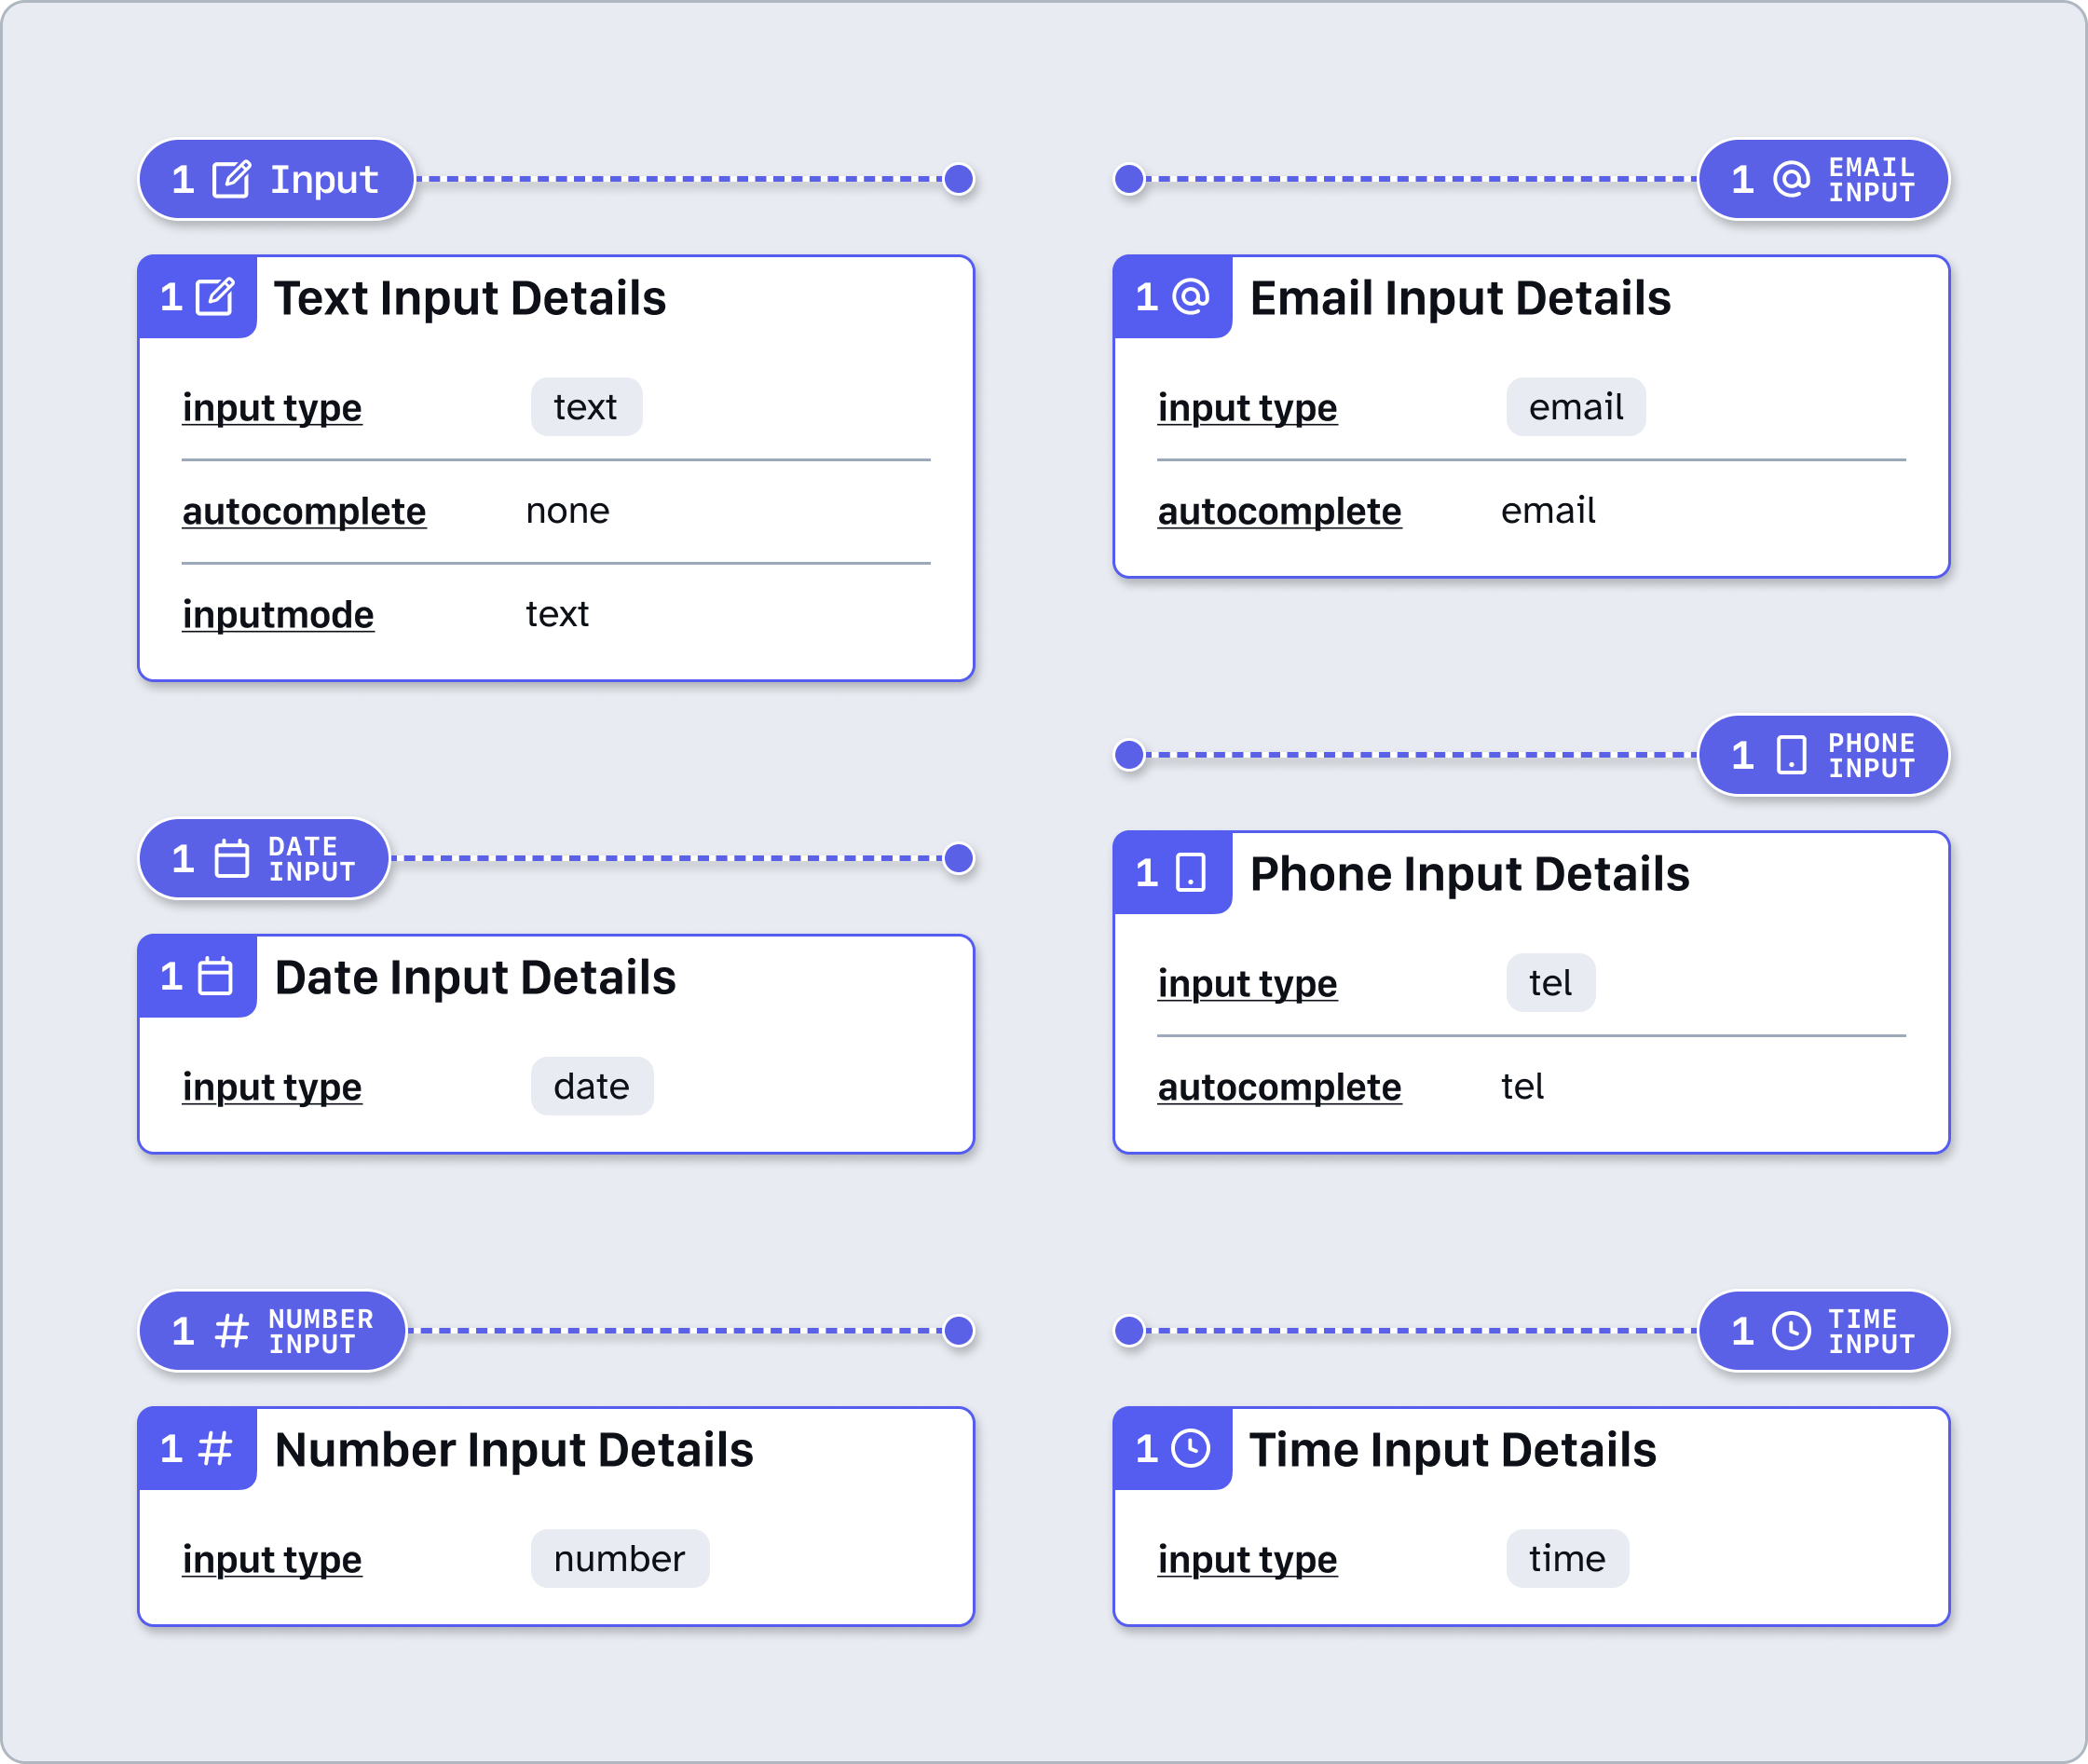 1 Input
1 Text Input Details
input type text
autocomplete none
inputmode text
1 DATE
INPUT
1 Date Input Details
input type date
1 NUMBER
INPUT
1 Number Input Details
input type number
1 EMAIL
INPUT
1 Email Input Details
input type email
autocomplete email
1 PHONE
INPUT
1 Phone Input Details
input type tel
autocomplete tel
1 TIME
INPUT
1 Time Input Details
input type time